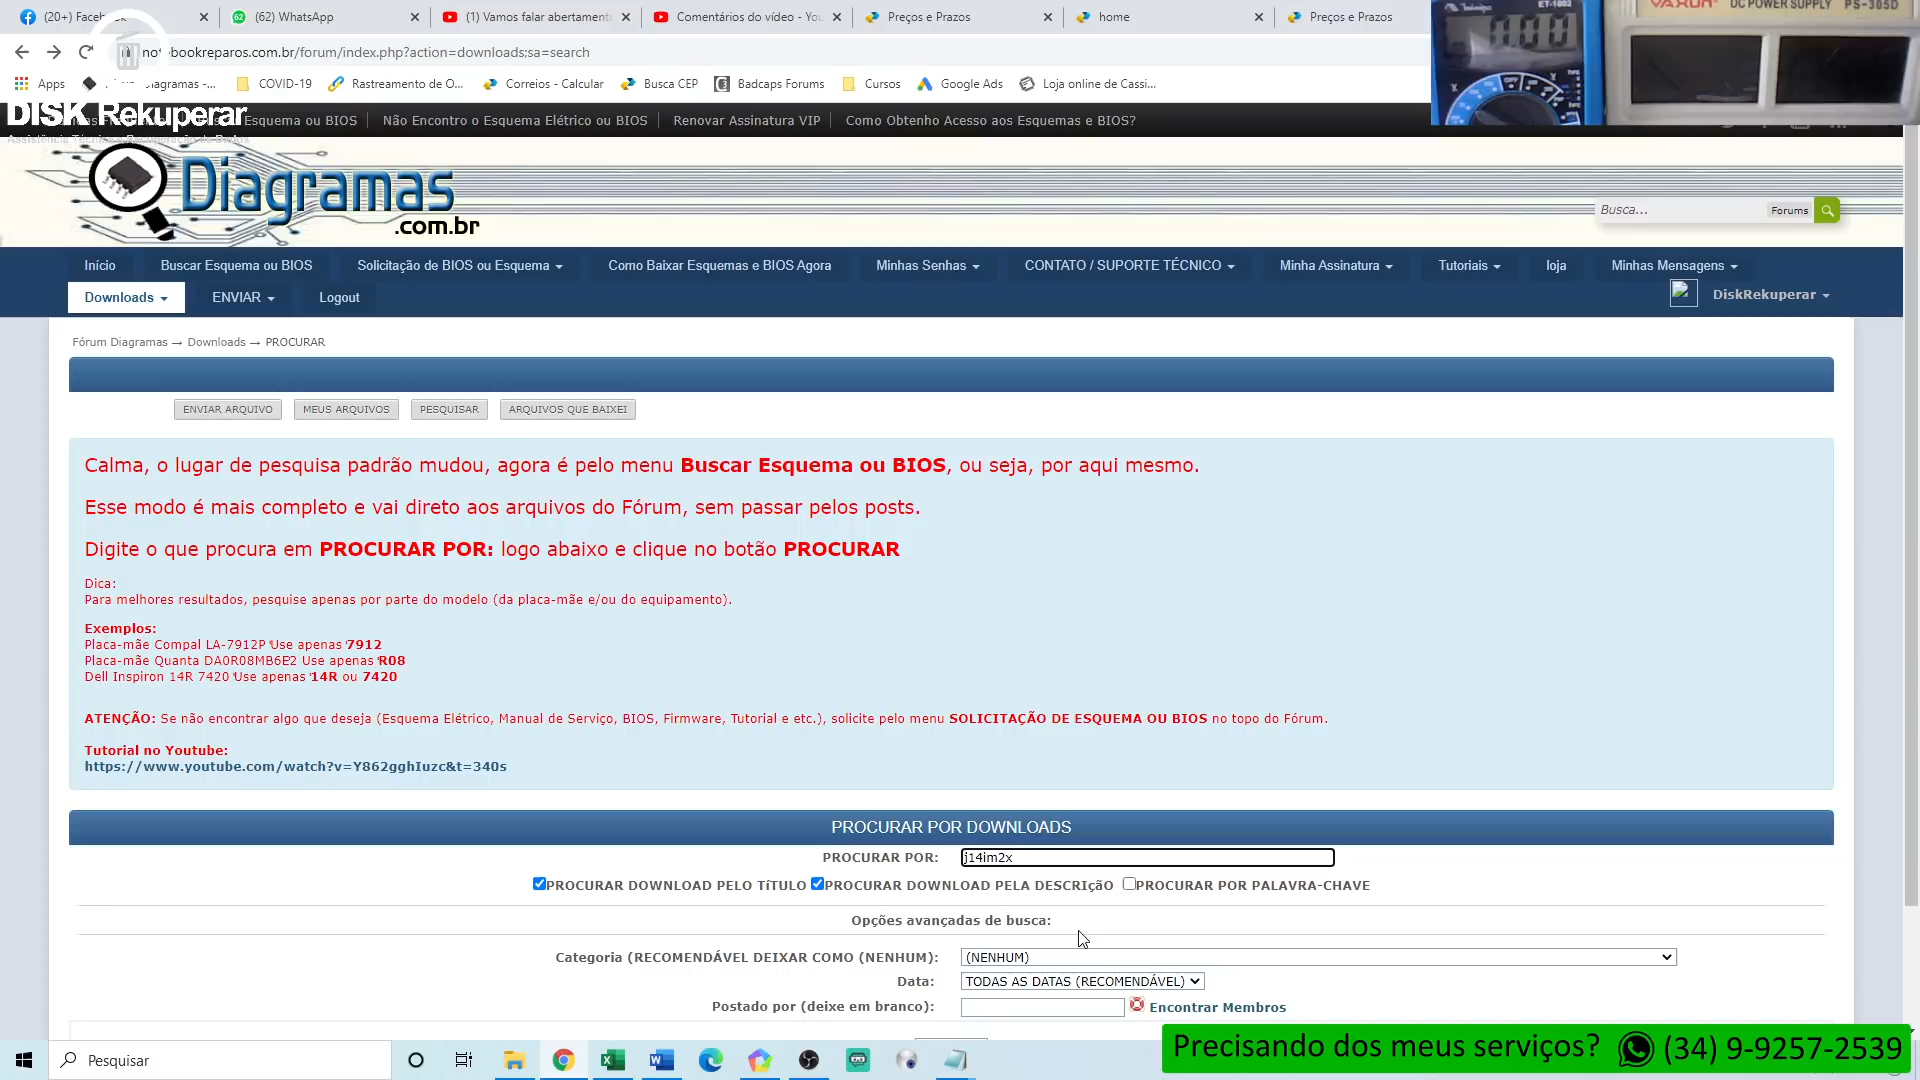 (20+) Faceb
(62) WhatsApp
(1) Vamos falar abertament
Comentários do vídeo - You
Preços e Prazos
home
Preços e Prazos
notebookreparos.com.br/forum/index.php?action=downloads;sa=search
Apps
COVID-19
Rastreamento de O...
Correios - Calcular
Busca CEP
Badcaps Forums
Cursos
Google Ads
Loja online de Cassi...
DISK Rekuperar
Assistência Técnica e Recuperação de Dados
Esquema ou BIOS
Não Encontro o Esquema Elétrico ou BIOS
Renovar Assinatura VIP
Como Obtenho Acesso aos Esquemas e BIOS?
ET-1002
DC POWER SUPPLY PS-305D
Diagramas
.com.br
Busca...
Forums
Início
Buscar Esquema ou BIOS
Solicitação de BIOS ou Esquema
Como Baixar Esquemas e BIOS Agora
Minhas Senhas
CONTATO / SUPORTE TÉCNICO
Minha Assinatura
Tutoriais
loja
Minhas Mensagens
Downloads
ENVIAR
Logout
DiskRekuperar
Fórum Diagramas → Downloads → PROCURAR
ENVIAR ARQUIVO
MEUS ARQUIVOS
PESQUISAR
ARQUIVOS QUE BAIXEI
Calma, o lugar de pesquisa padrão mudou, agora é pelo menu Buscar Esquema ou BIOS, ou seja, por aqui mesmo.
Esse modo é mais completo e vai direto aos arquivos do Fórum, sem passar pelos posts.
Digite o que procura em PROCURAR POR: logo abaixo e clique no botão PROCURAR
Dica:
Para melhores resultados, pesquise apenas por parte do modelo (da placa-mãe e/ou do equipamento).
Exemplos:
Placa-mãe Compal LA-7912P Use apenas 7912
Placa-mãe Quanta DA0R08MB6E2 Use apenas R08
Dell Inspiron 14R 7420 Use apenas 14R ou 7420
ATENÇÃO: Se não encontrar algo que deseja (Esquema Elétrico, Manual de Serviço, BIOS, Firmware, Tutorial e etc.), solicite pelo menu SOLICITAÇÃO DE ESQUEMA OU BIOS no topo do Fórum.
Tutorial no Youtube:
https://www.youtube.com/watch?v=Y862gghIuzc&t=340s
PROCURAR POR DOWNLOADS
PROCURAR POR:
j14im2x
PROCURAR DOWNLOAD PELO TíTULO
PROCURAR DOWNLOAD PELA DESCRIçãO
PROCURAR POR PALAVRA-CHAVE
Opções avançadas de busca:
Categoria (RECOMENDÁVEL DEIXAR COMO (NENHUM):
(NENHUM)
Data:
TODAS AS DATAS (RECOMENDÁVEL)
Postado por (deixe em branco):
Encontrar Membros
Pesquisar
Precisando dos meus serviços?
(34) 9-9257-2539